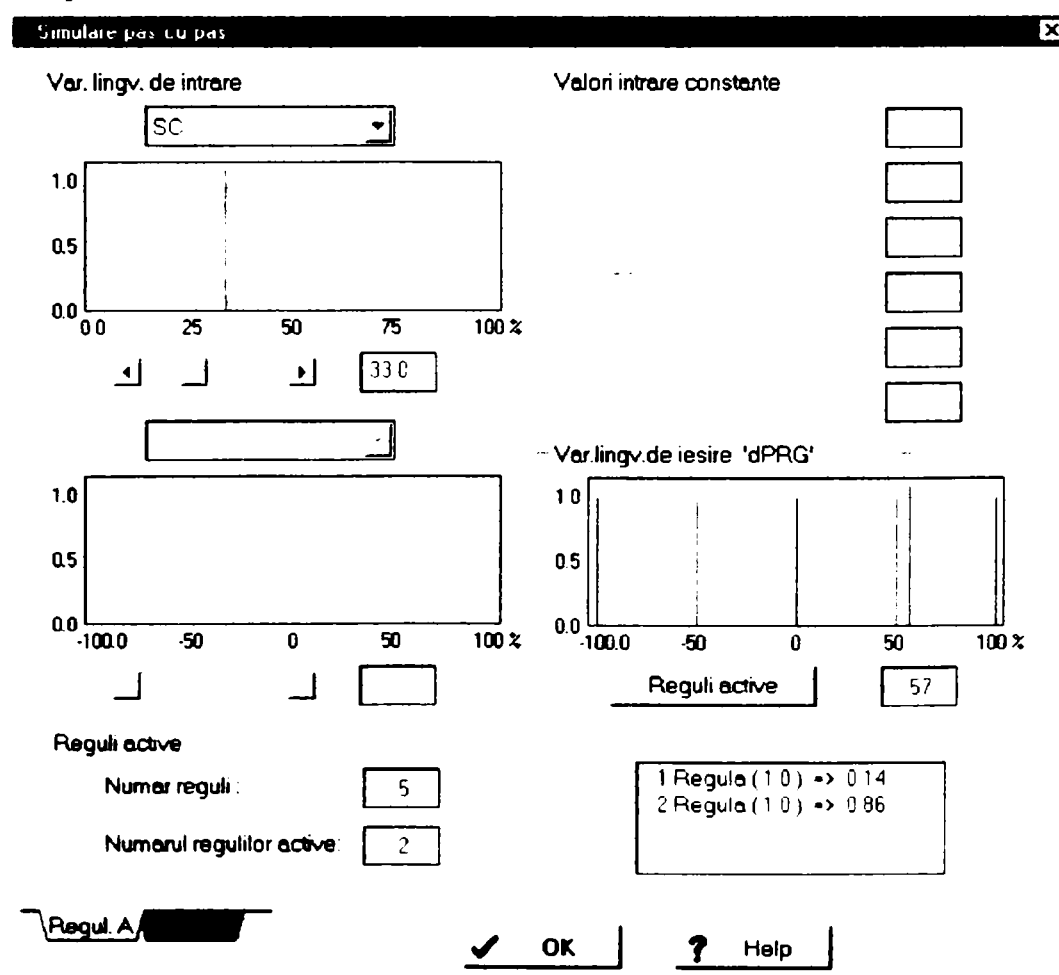 Simulare pas cu pas
Var. lingv. de intrare
SC
1.0
0.5
0.0
0.0 25 50 75 100 %
33.0
1.0
0.5
0.0
-100.0 -50 0 50 100 %
Reguli active
Numar reguli :
5
Numarul regulilor active:
2
Valori intrare constante
Var.lingv.de iesire 'dPRG'
1.0
0.5
0.0
-100.0 -50 0 50 100 %
Reguli active
57
1 Regula ( 1.0 ) => 0.14
2 Regula ( 1.0 ) => 0.86
Regul. A
OK
? Help